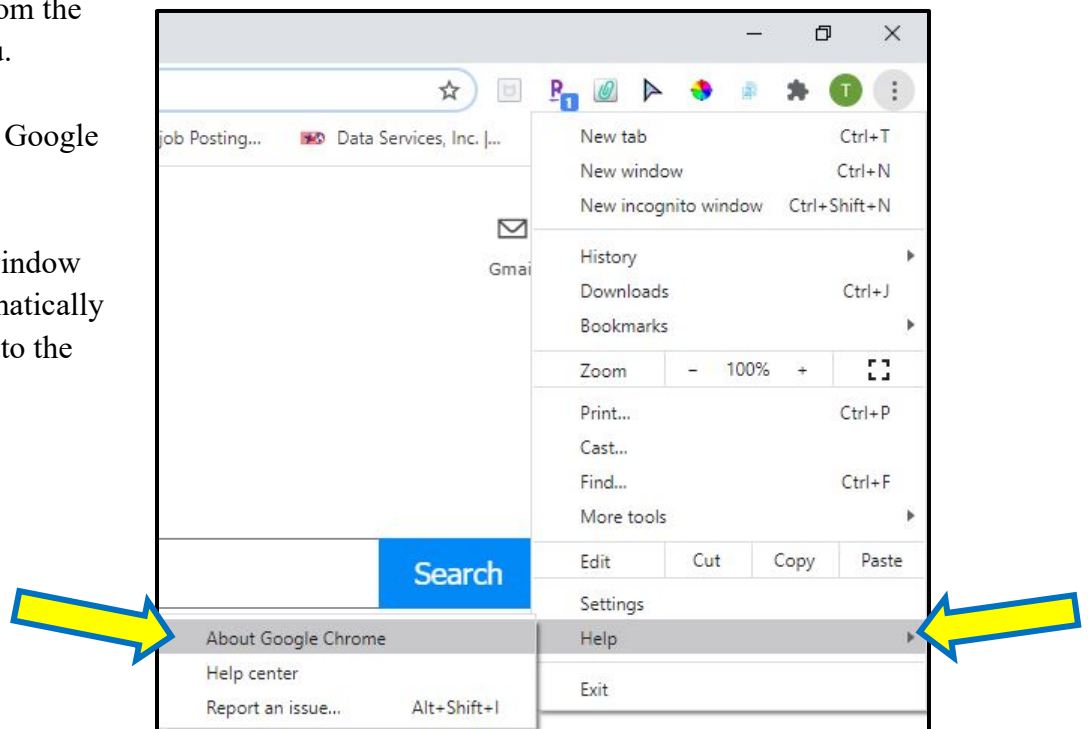 om the
Google
indow
natically
to the
job Posting...
Data Services, Inc. |...
1
T
Gmai
Search
New tab Ctrl+T
New window Ctrl+N
New incognito window Ctrl+Shift+N
History
Downloads Ctrl+J
Bookmarks
Zoom - 100% +
Print... Ctrl+P
Cast...
Find... Ctrl+F
More tools
Edit Cut Copy Paste
Settings
Help
Exit
About Google Chrome
Help center
Report an issue... Alt+Shift+I